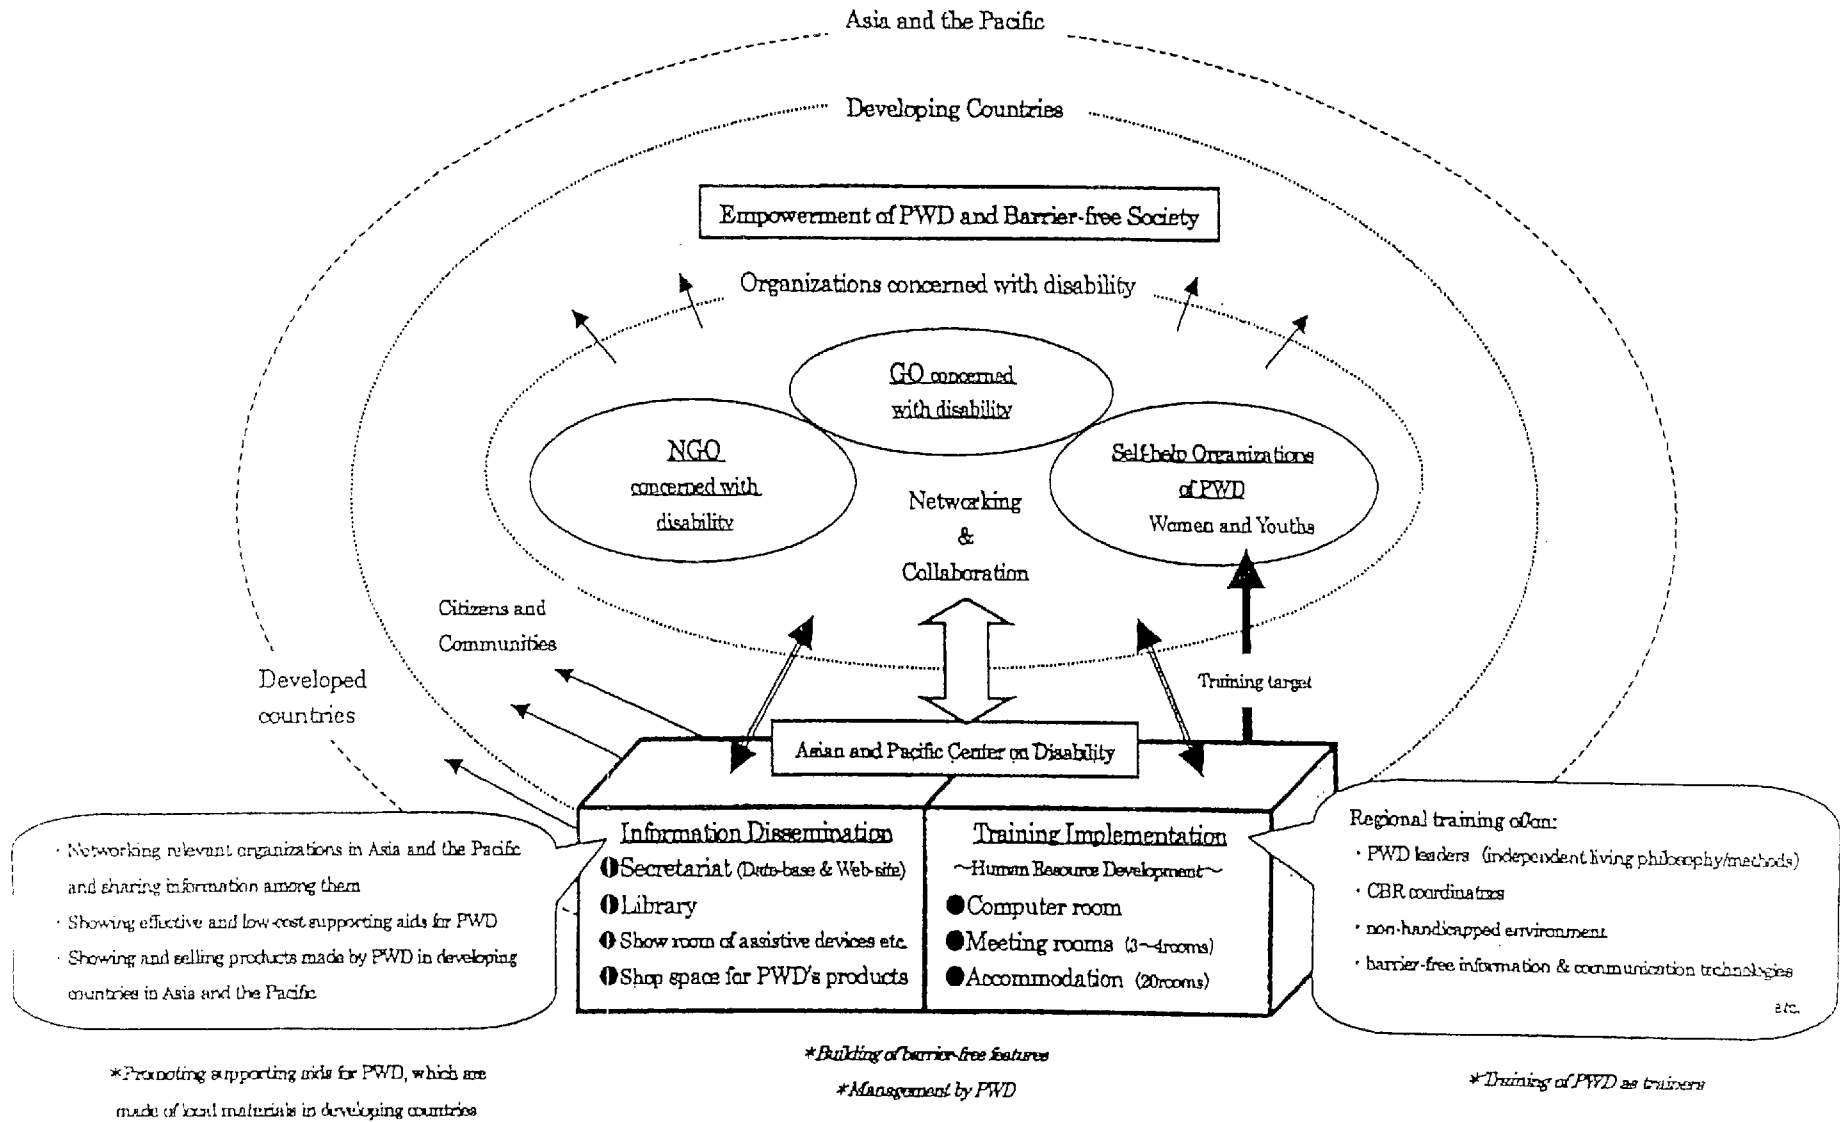 Asia and the Pacific
Developing Countries
Empowerment of PWD and Barrier-free Society
Organizations concerned with disability
GO concerned
with disability
NGO
concerned with
disability
Self-help Organizations
of PWD
Women and Youths
Networking
&
Collaboration
Citizens and
Communities
Developed
countries
Training target
Asian and Pacific Center on Disability
Information Dissemination
◐Secretariat (Data-base & Web-site)
◐Library
◐Show room of assistive devices etc.
◐Shop space for PWD's products
Training Implementation
~Human Resource Development~
●Computer room
●Meeting rooms (3~4rooms)
●Accommodation (20rooms)
・Networking relevant organizations in Asia and the Pacific
and sharing information among them
・Showing effective and low-cost supporting aids for PWD
・Showing and selling products made by PWD in developing
countries in Asia and the Pacific
Regional training
・PWD leaders (independent living philosophy/methods)
・CBR coordinators
・non-handicapped environment
・barrier-free information & communication technologies
etc.
*Promoting supporting aids for PWD, which are
made of local materials in developing countries
*Building of barrier-free features
*Management by PWD
*Training of PWD as trainers